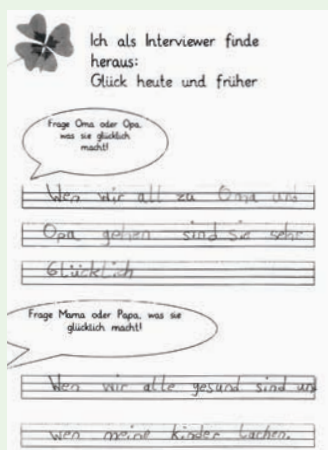 Ich als Interviewer finde
heraus:
Glück heute und früher
Frage Oma oder Opa,
was sie glücklich
macht!
Wen wir all zu Oma und
Opa gehen sind sie sehr
Glücklich
Frage Mama oder Papa, was sie
glücklich macht!
Wen wir alle gesund sind und
wen meine kinder lachen.